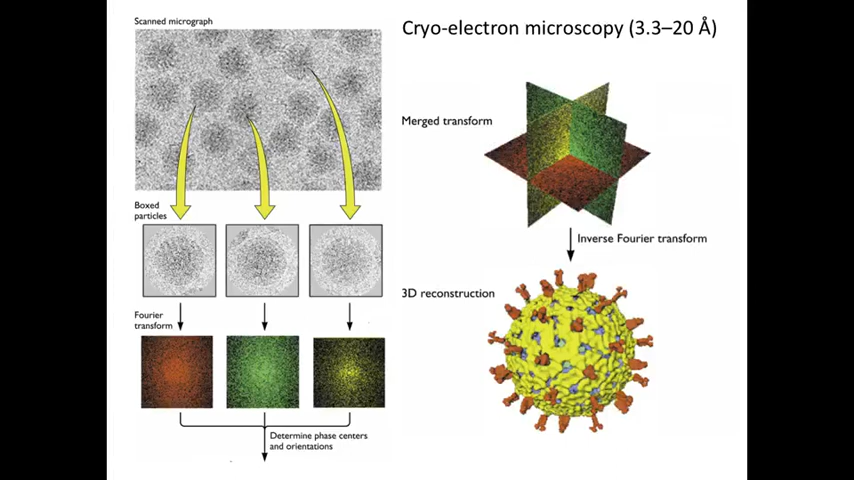 Scanned micrograph
Cryo-electron microscopy (3.3–20 Å)
Boxed
particles
Fourier
transform
Determine phase centers
and orientations
Merged transform
Inverse Fourier transform
3D reconstruction